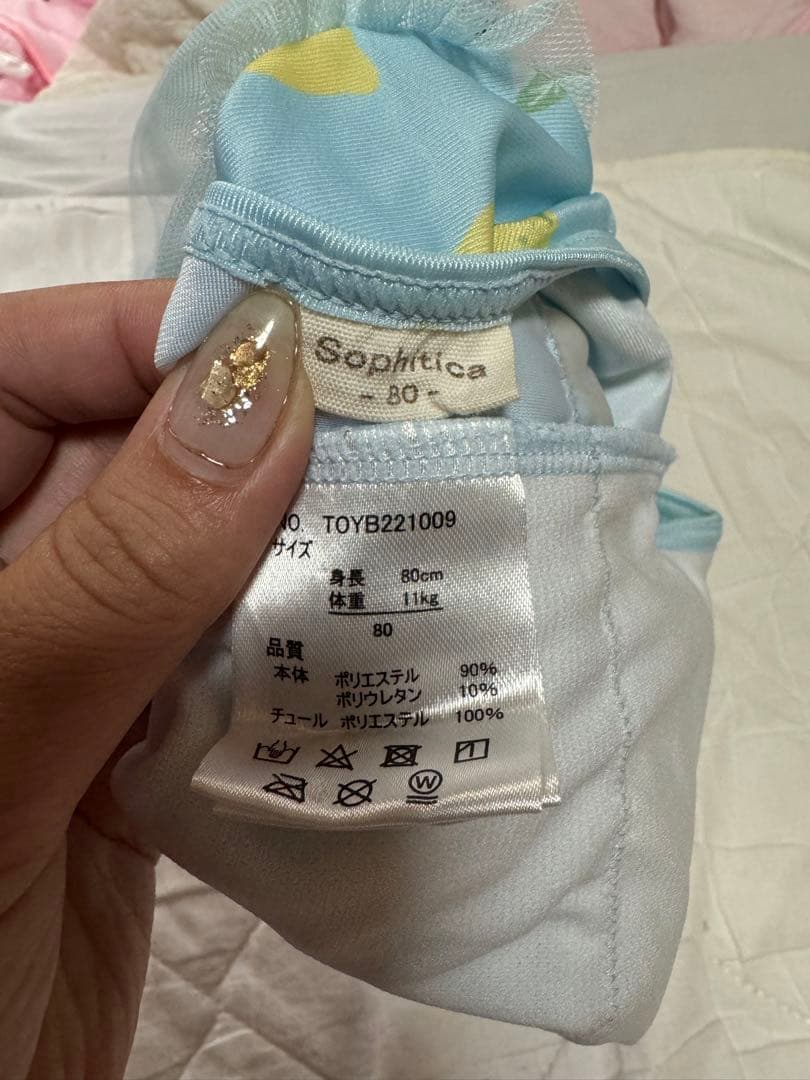 Sophitica
- 80 -
NO. TOYB221009
サイズ
身長 80cm
体重 11kg
80
品質
本体 ポリエステル 90%
ポリウレタン 10%
チュール ポリエステル 100%
W